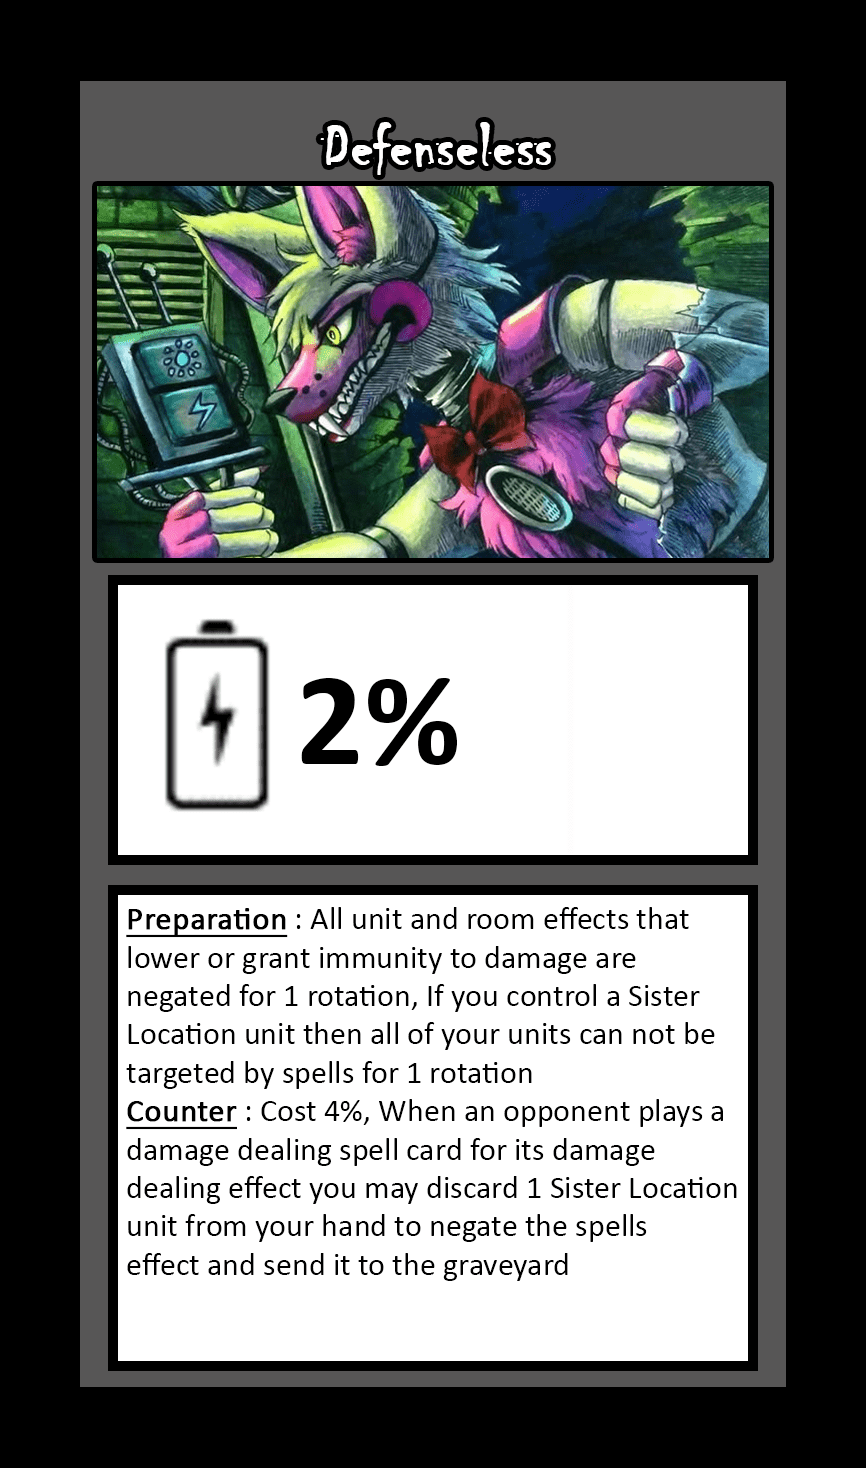 Defenseless
2%
Preparation : All unit and room effects that
lower or grant immunity to damage are
negated for 1 rotation, If you control a Sister
Location unit then all of your units can not be
targeted by spells for 1 rotation
Counter : Cost 4%, When an opponent plays a
damage dealing spell card for its damage
dealing effect you may discard 1 Sister Location
unit from your hand to negate the spells
effect and send it to the graveyard